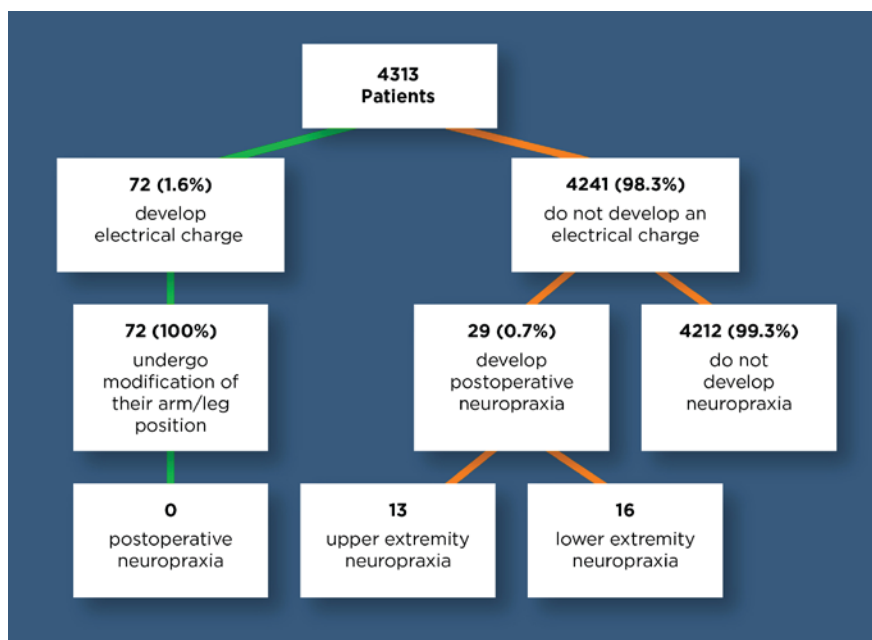 4313
Patients
72 (1.6%)
develop
electrical charge
4241 (98.3%)
do not develop an
electrical charge
72 (100%)
undergo
modification of
their arm/leg
position
29 (0.7%)
develop
postoperative
neuropraxia
4212 (99.3%)
do not
develop
neuropraxia
0
postoperative
neuropraxia
13
upper extremity
neuropraxia
16
lower extremity
neuropraxia